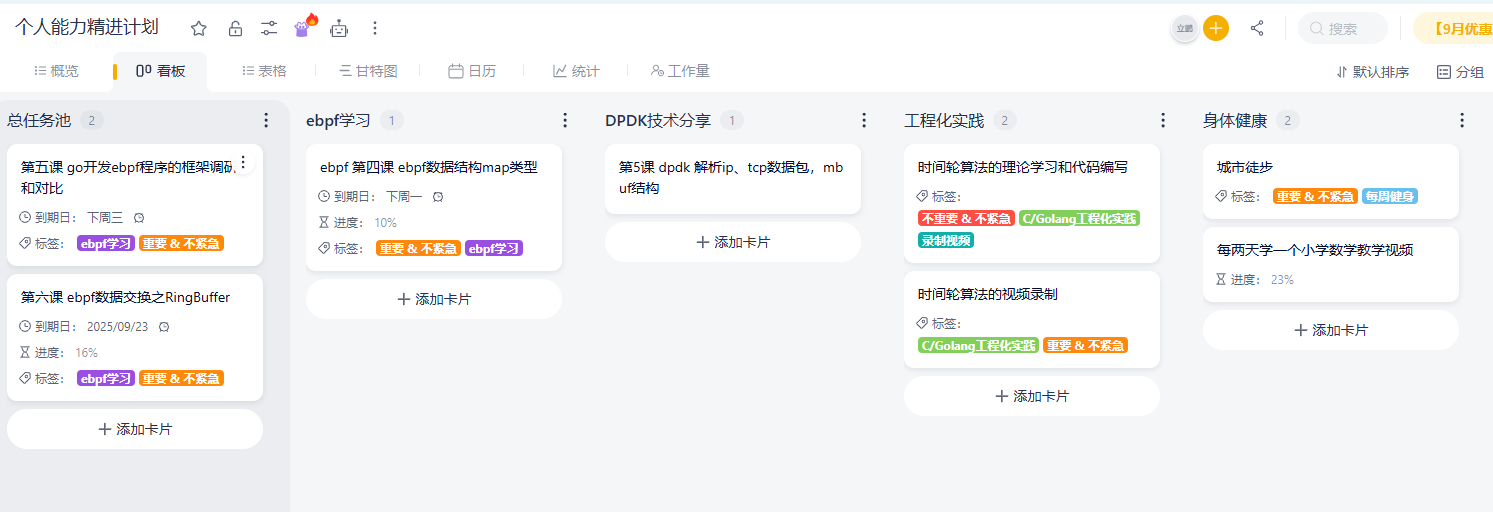 个人能力精进计划
立鹏
搜索
【9月优惠
概览
看板
表格
甘特图
日历
统计
工作量
默认排序
分组
总任务池 2
第五课 go开发ebpf程序的框架调研
和对比
到期日： 下周三
标签： ebpf学习 重要 & 不紧急
第六课 ebpf数据交换之RingBuffer
到期日： 2025/09/23
进度： 16%
标签： ebpf学习 重要 & 不紧急
添加卡片
ebpf学习 1
ebpf 第四课 ebpf数据结构map类型
到期日： 下周一
进度： 10%
标签： 重要 & 不紧急 ebpf学习
添加卡片
DPDK技术分享 1
第5课 dpdk 解析ip、tcp数据包，mb
uf结构
添加卡片
工程化实践 2
时间轮算法的理论学习和代码编写
标签：
不重要 & 不紧急 C/Golang工程化实践
录制视频
时间轮算法的视频录制
标签：
C/Golang工程化实践 重要 & 不紧急
添加卡片
身体健康 2
城市徒步
标签： 重要 & 不紧急 每周健身
每两天学一个小学数学教学视频
进度： 23%
添加卡片